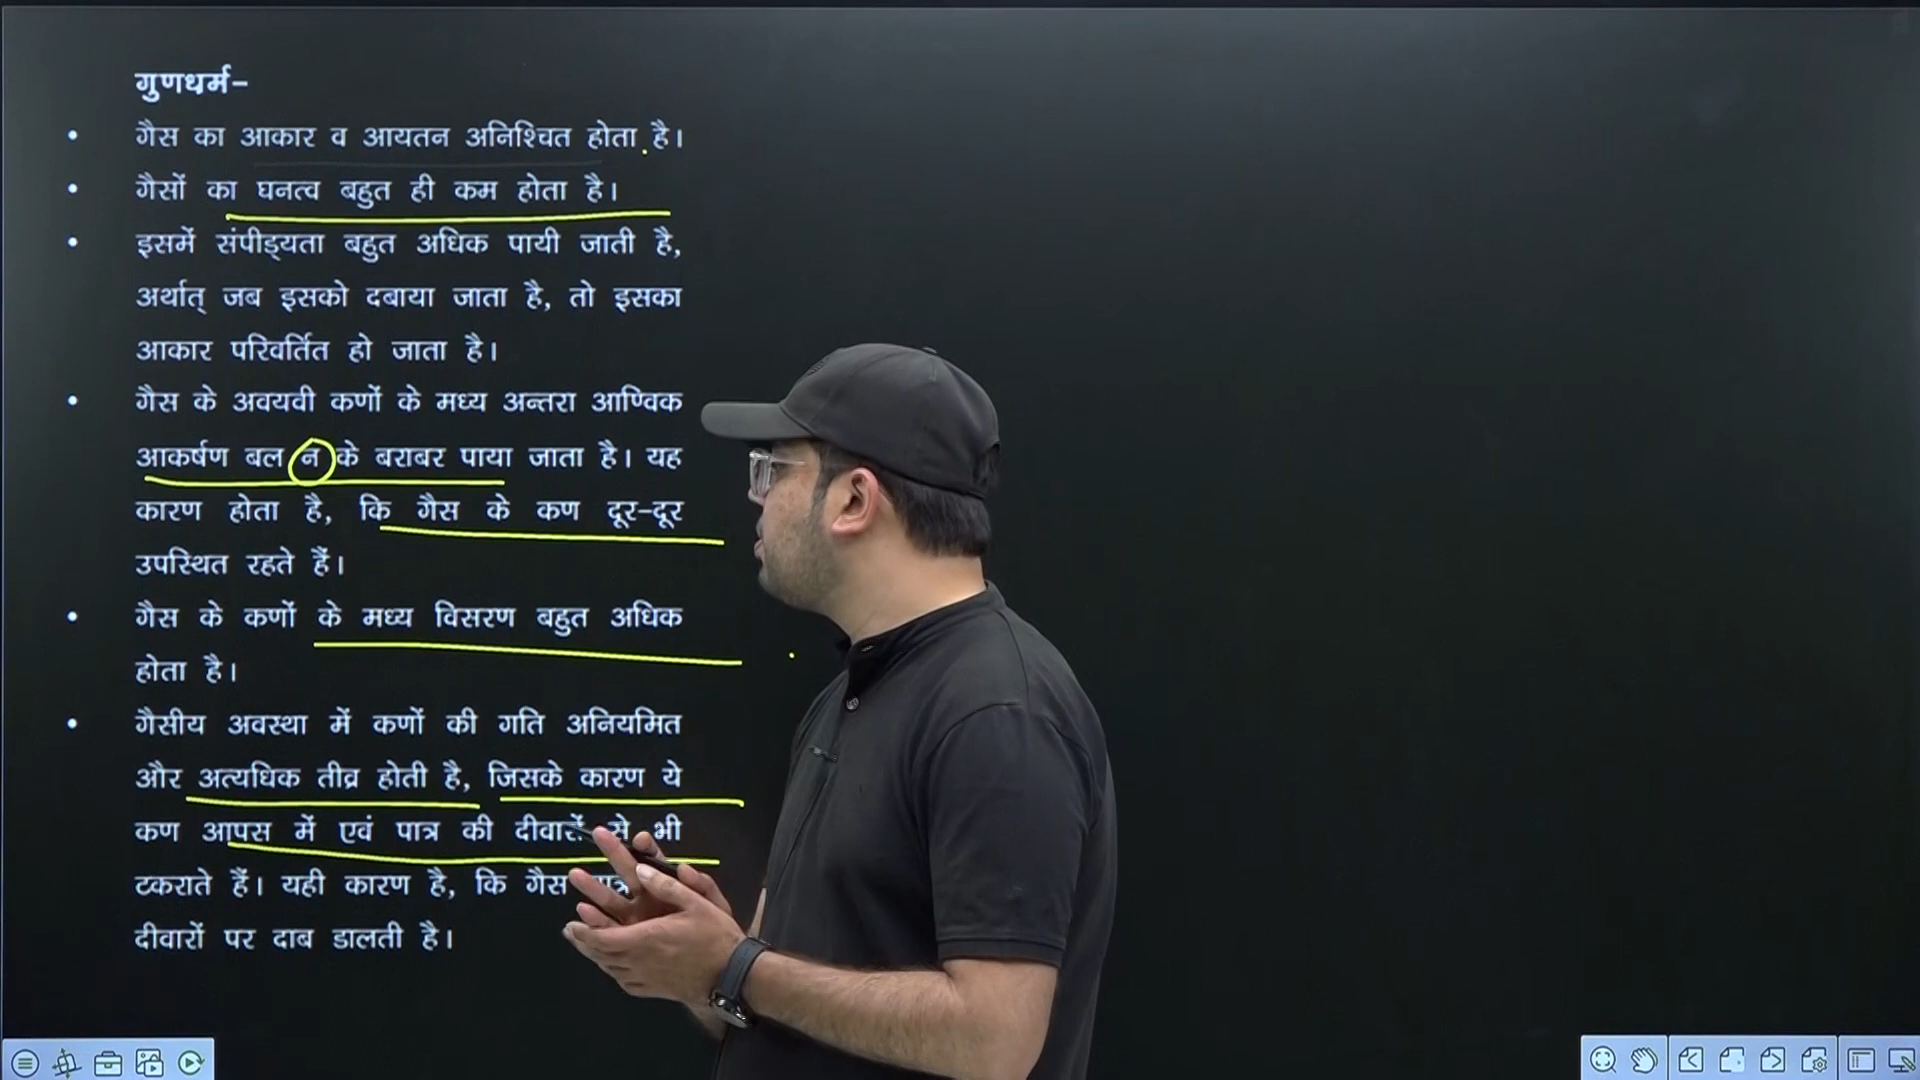 गुणधर्म–
• गैस का आकार व आयतन अनिश्चित होता है।
• गैसों का घनत्व बहुत ही कम होता है।
• इसमें संपीड्यता बहुत अधिक पायी जाती है,
अर्थात् जब इसको दबाया जाता है, तो इसका
आकार परिवर्तित हो जाता है।
• गैस के अवयवी कणों के मध्य अन्तरा आण्विक
आकर्षण बल न के बराबर पाया जाता है। यह
कारण होता है, कि गैस के कण दूर–दूर
उपस्थित रहते हैं।
• गैस के कणों के मध्य विसरण बहुत अधिक
होता है।
• गैसीय अवस्था में कणों की गति अनियमित
और अत्यधिक तीव्र होती है, जिसके कारण ये
कण आपस में एवं पात्र की दीवारों से भी
टकराते हैं। यही कारण है, कि गैस
दीवारों पर दाब डालती है।